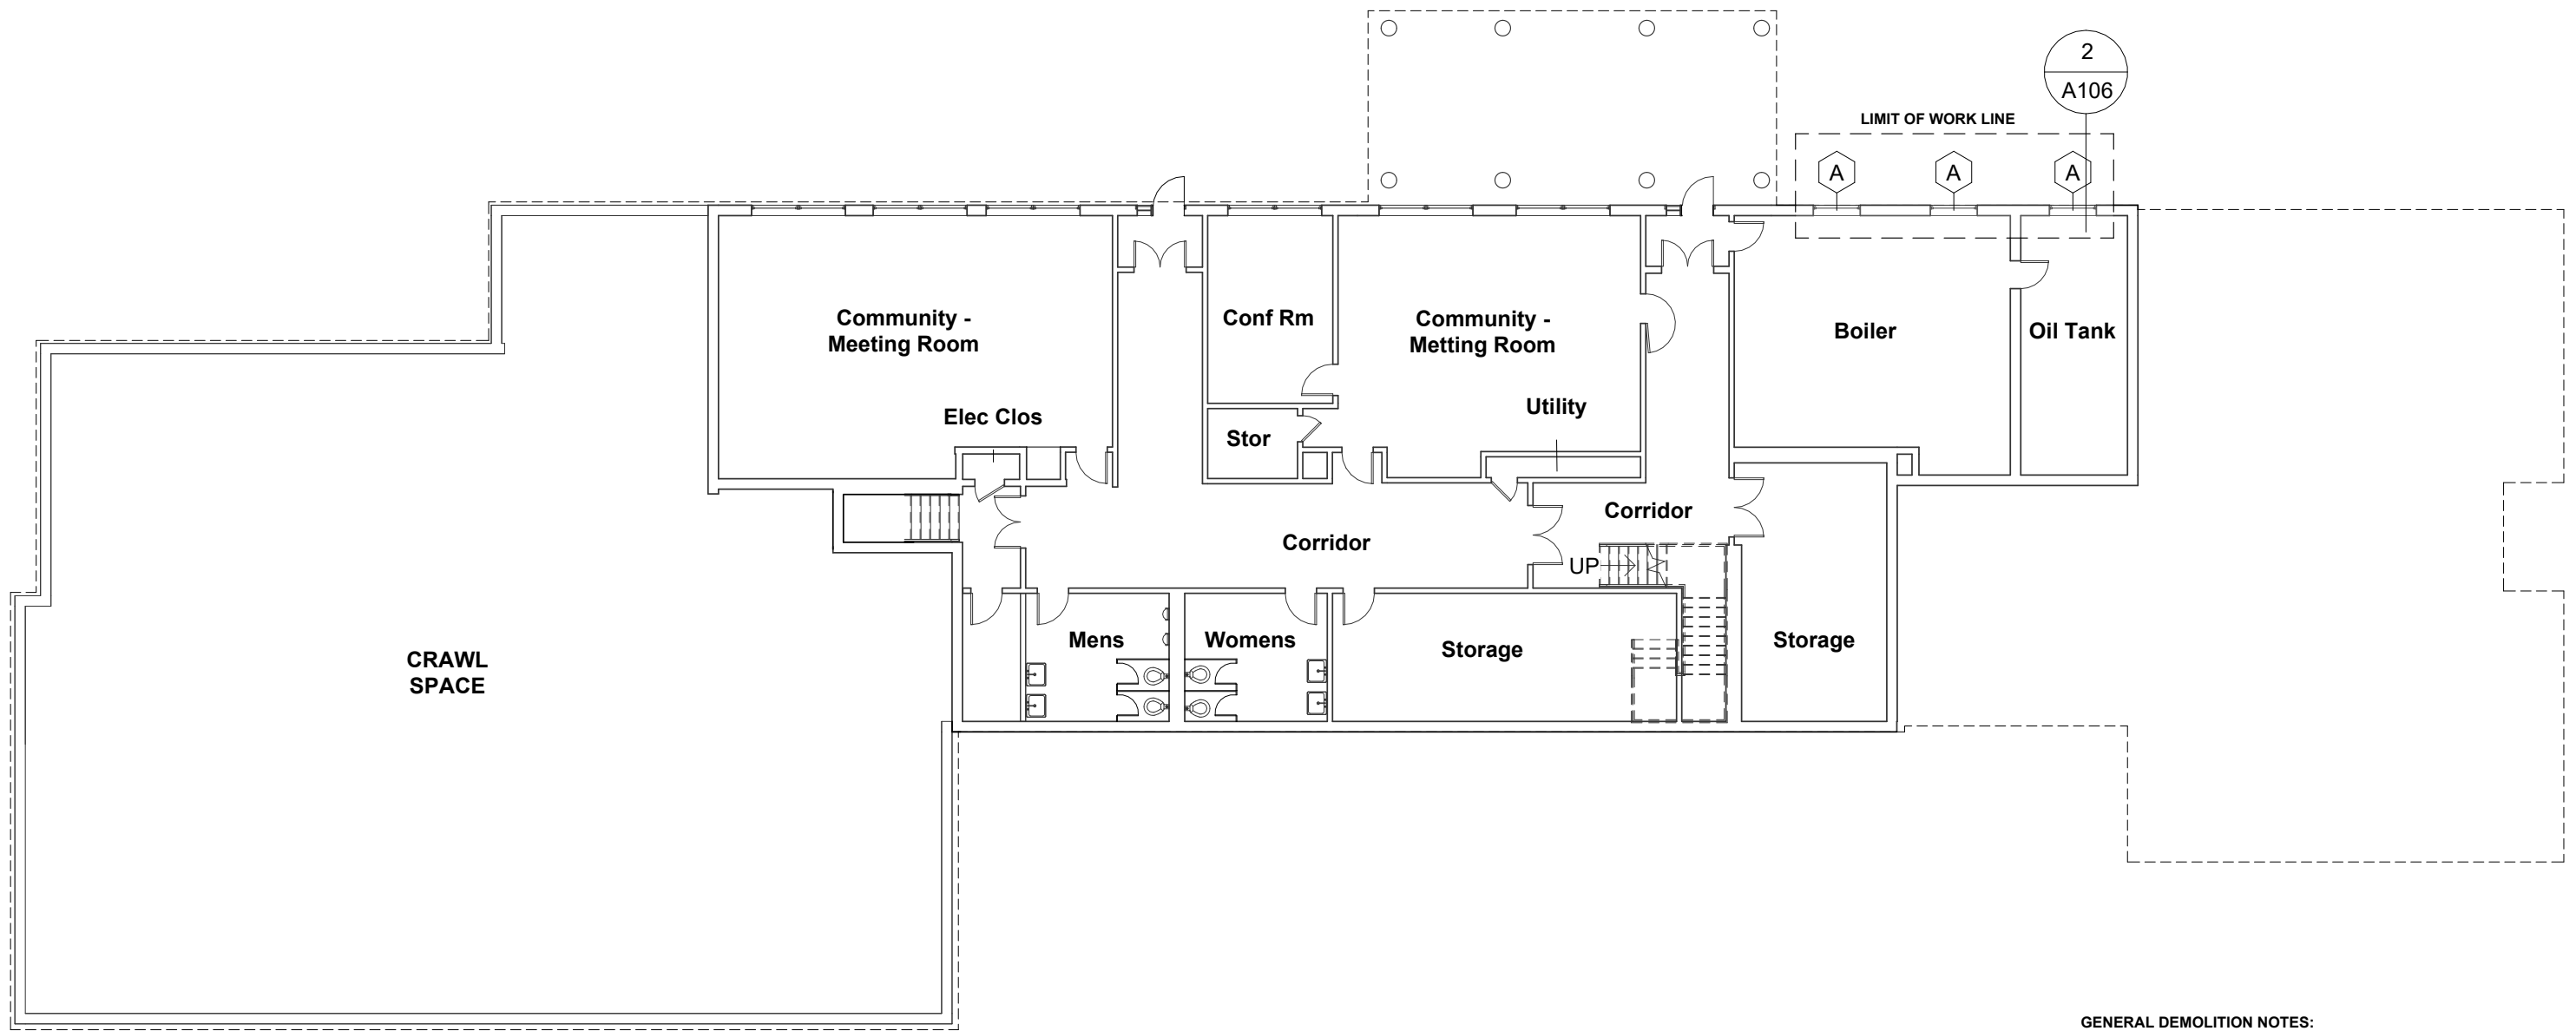 2
A106
LIMIT OF WORK LINE
A
A
A
Community -
Meeting Room
Conf Rm
Community -
Metting Room
Boiler
Oil Tank
Elec Clos
Utility
Stor
Corridor
Corridor
UP
Mens
Womens
Storage
Storage
CRAWL
SPACE
GENERAL DEMOLITION NOTES: